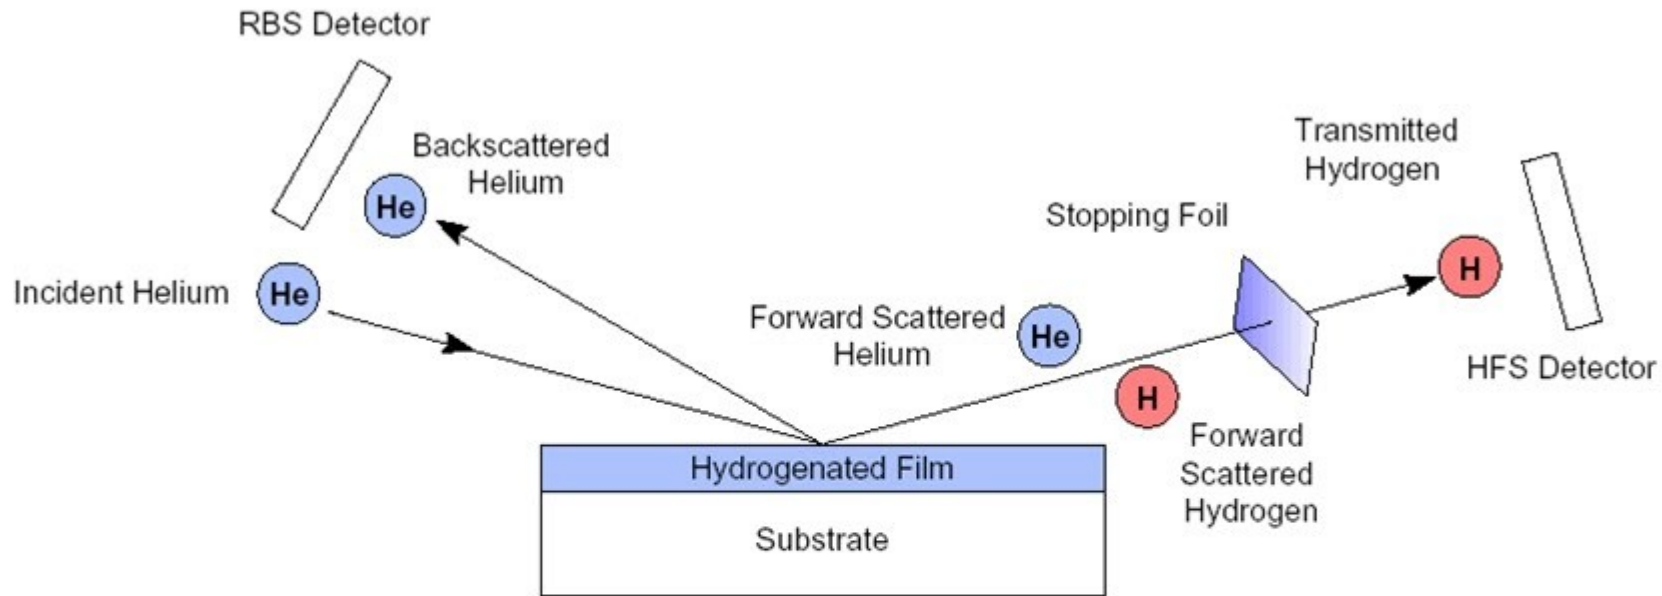 RBS Detector
Backscattered
Helium
He
Incident Helium
He
Transmitted
Hydrogen
Stopping Foil
H
Forward Scattered
Helium
He
HFS Detector
H
Forward
Scattered
Hydrogen
Hydrogenated Film
Substrate